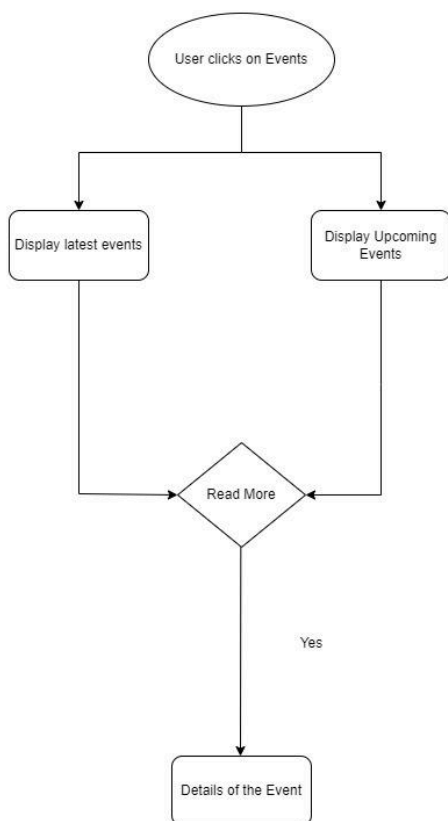 User clicks on Events
Display latest events
Display Upcoming
Events
Read More
Yes
Details of the Event